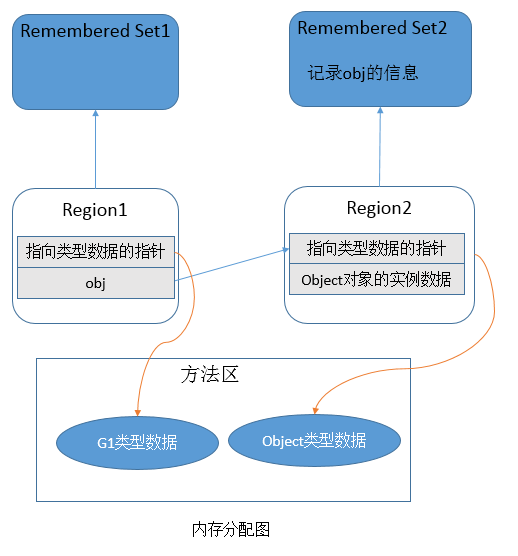 Remembered Set1
Remembered Set2
记录obj的信息
Region1
指向类型数据的指针
obj
Region2
指向类型数据的指针
Object对象的实例数据
方法区
G1类型数据
Object类型数据
内存分配图